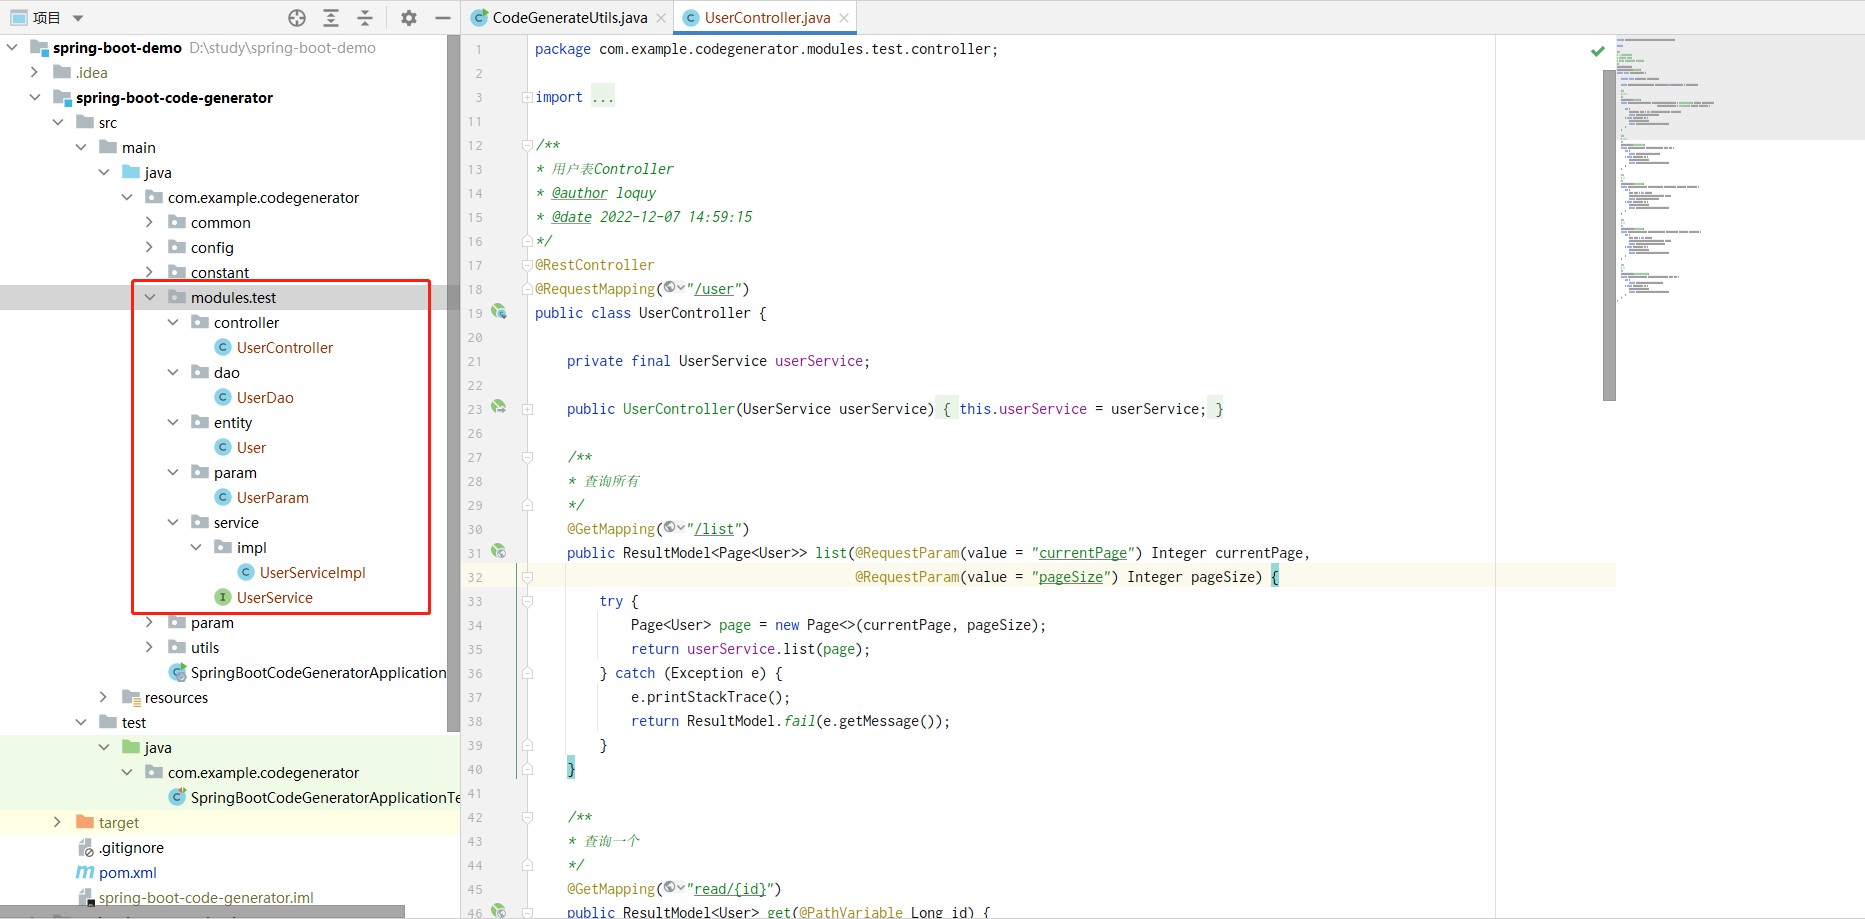 项目
spring-boot-demo D:\study\spring-boot-demo
.idea
spring-boot-code-generator
src
main
java
com.example.codegenerator
common
config
constant
modules.test
controller
UserController
dao
UserDao
entity
User
param
UserParam
service
impl
UserServiceImpl
UserService
param
utils
SpringBootCodeGeneratorApplication
resources
test
java
com.example.codegenerator
SpringBootCodeGeneratorApplicationTe
target
.gitignore
pom.xml
spring-boot-code-generator.iml
CodeGenerateUtils.java
UserController.java
1 package com.example.codegenerator.modules.test.controller;
2
3 import ...
11
12 /**
13 * 用户表Controller
14 * @author loquy
15 * @date 2022-12-07 14:59:15
16 */
17 @RestController
18 @RequestMapping("/user")
19 public class UserController {
20
21 private final UserService userService;
22
23 public UserController(UserService userService) { this.userService = userService; }
26
27 /**
28 * 查询所有
29 */
30 @GetMapping("/list")
31 public ResultModel<Page<User>> list(@RequestParam(value = "currentPage") Integer currentPage,
32 @RequestParam(value = "pageSize") Integer pageSize) {
33 try {
34 Page<User> page = new Page<>(currentPage, pageSize);
35 return userService.list(page);
36 } catch (Exception e) {
37 e.printStackTrace();
38 return ResultModel.fail(e.getMessage());
39 }
40 }
41
42 /**
43 * 查询一个
44 */
45 @GetMapping("read/{id}")
46 public ResultModel<User> get(@PathVariable Long id) {